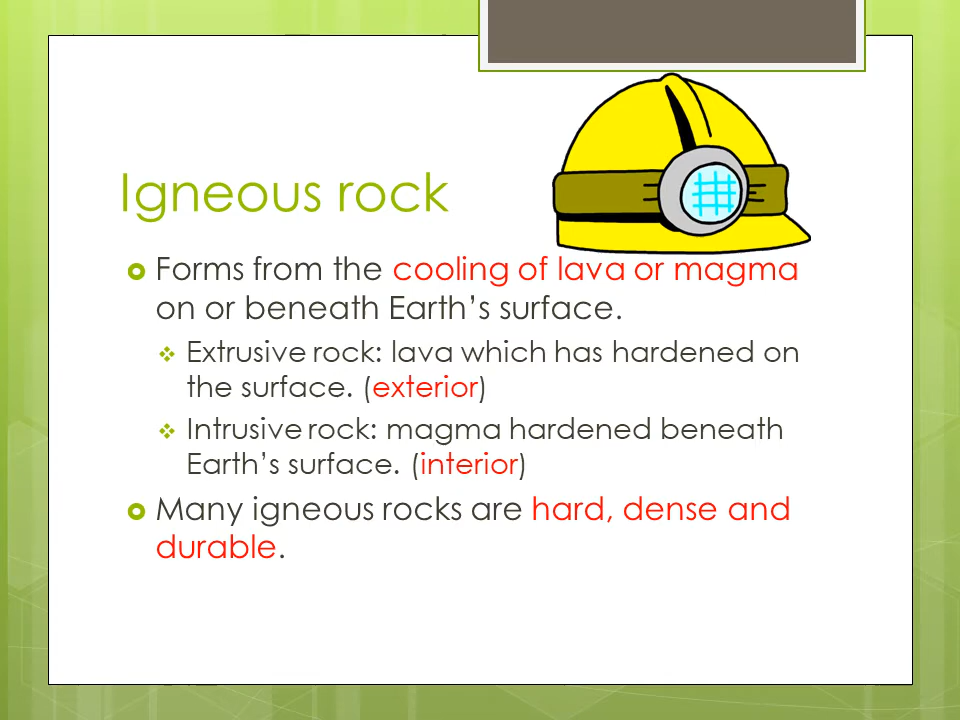 Igneous rock
Forms from the cooling of lava or magma
on or beneath Earth’s surface.
Extrusive rock: lava which has hardened on
the surface. (exterior)
Intrusive rock: magma hardened beneath
Earth’s surface. (interior)
Many igneous rocks are hard, dense and
durable.